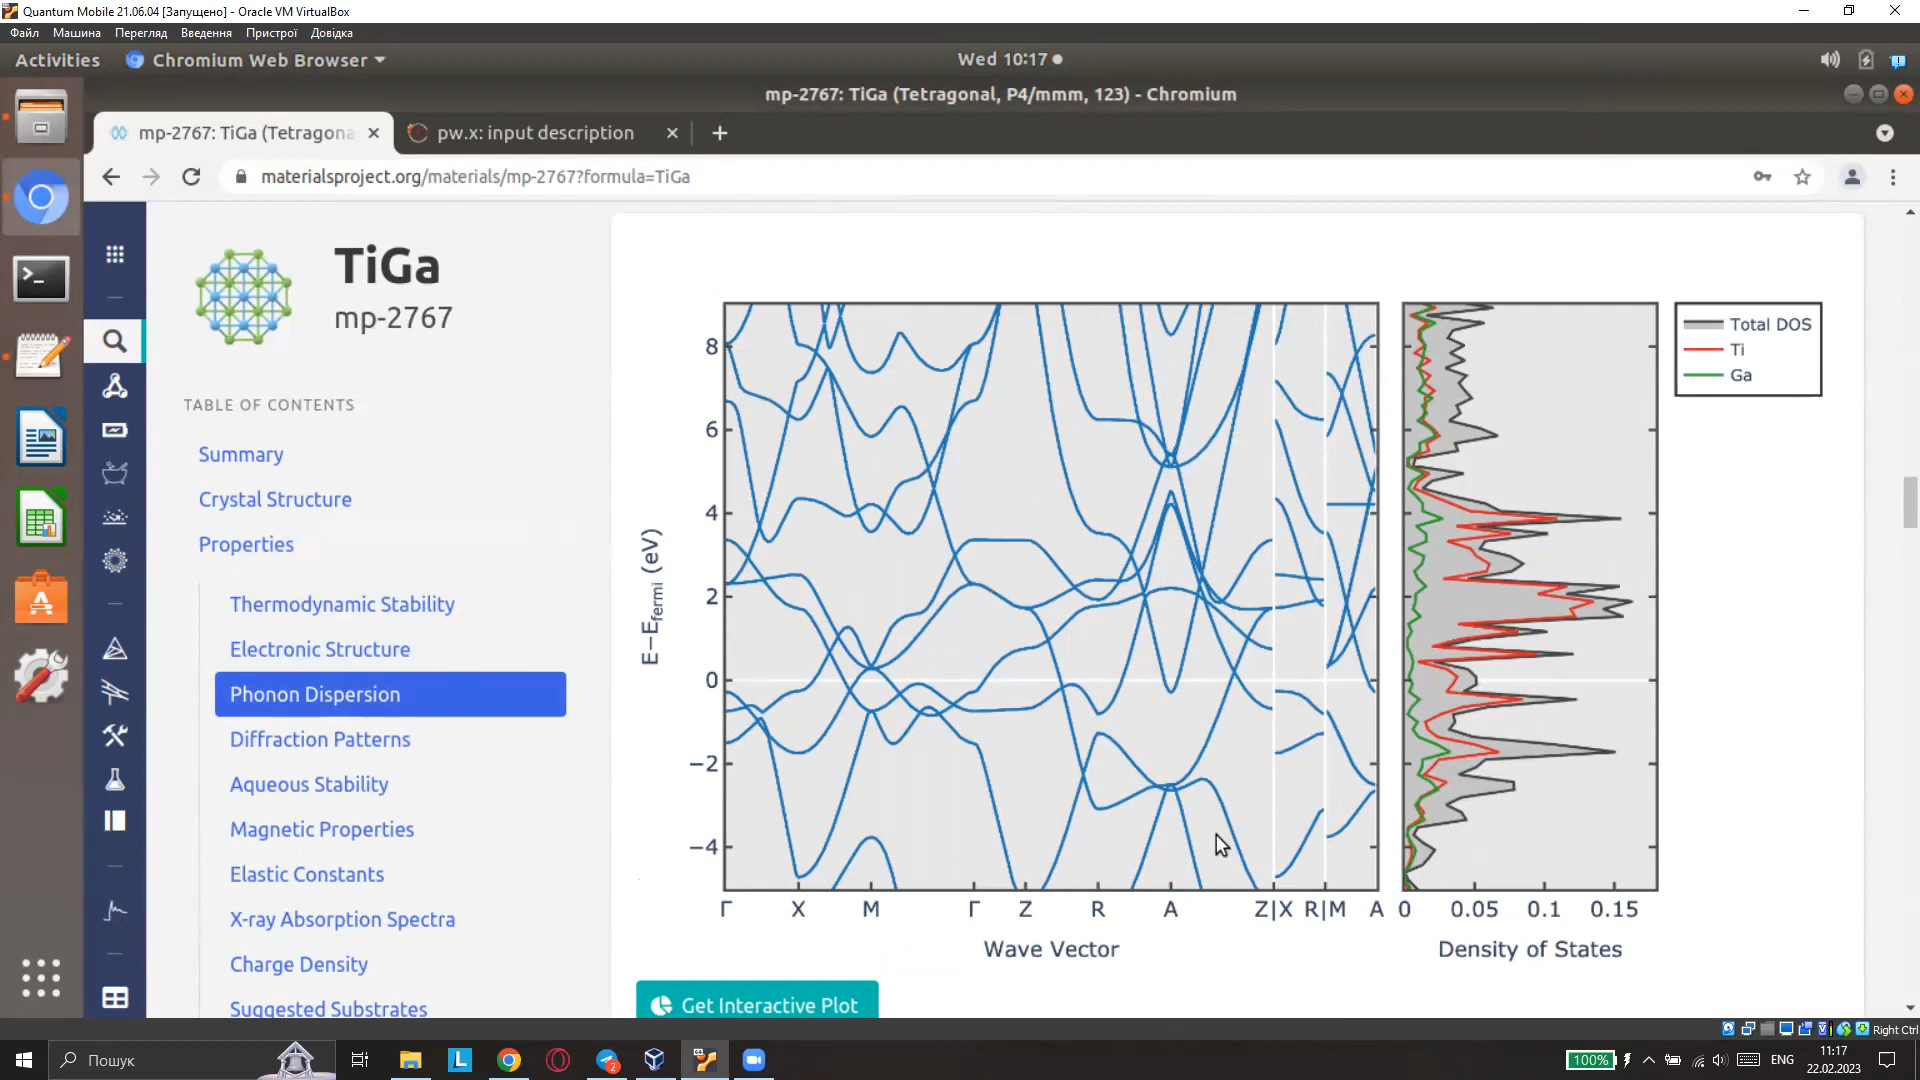 Quantum Mobile 21.06.04 [Запущено] - Oracle VM VirtualBox
Файл Машина Перегляд Введення Пристрої Довідка
Activities Chromium Web Browser Wed 10:17
mp-2767: TiGa (Tetragonal, P4/mmm, 123) - Chromium
mp-2767: TiGa (Tetragona pw.x: input description
materialsproject.org/materials/mp-2767?formula=TiGa
TiGa
mp-2767
TABLE OF CONTENTS
Summary
Crystal Structure
Properties
Thermodynamic Stability
Electronic Structure
Phonon Dispersion
Diffraction Patterns
Aqueous Stability
Magnetic Properties
Elastic Constants
X-ray Absorption Spectra
Charge Density
Suggested Substrates
E−Efermi (eV)
8
6
4
2
0
−2
−4
Γ X M Γ Z R A Z|X R|M A
Wave Vector
0 0.05 0.1 0.15
Density of States
Total DOS
Ti
Ga
Get Interactive Plot
Right Ctrl
Пошук
L
2
100%
ENG
11:17
22.02.2023